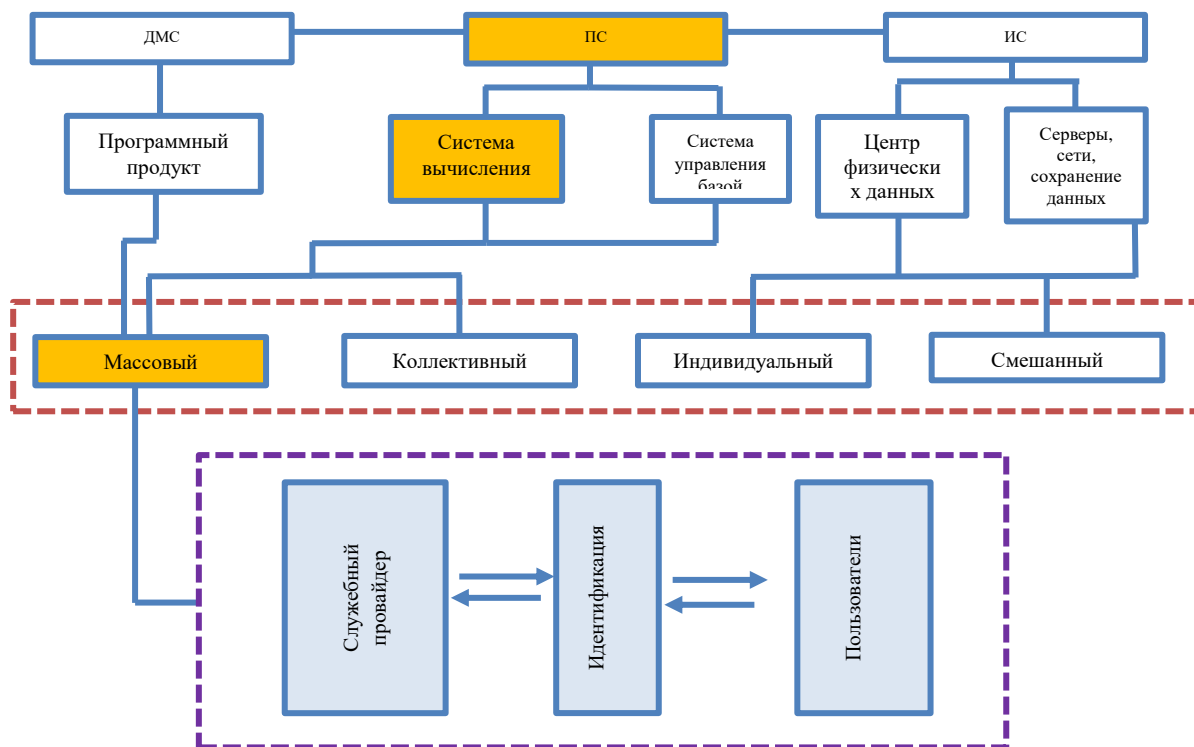 ДМС
ПС
ИС
Программный
продукт
Система
вычисления
Система
управления
базой
Центр
физически
х данных
Серверы,
сети,
сохранение
данных
Массовый
Коллективный
Индивидуальный
Смешанный
Служебный
провайдер
Идентификация
Пользователи